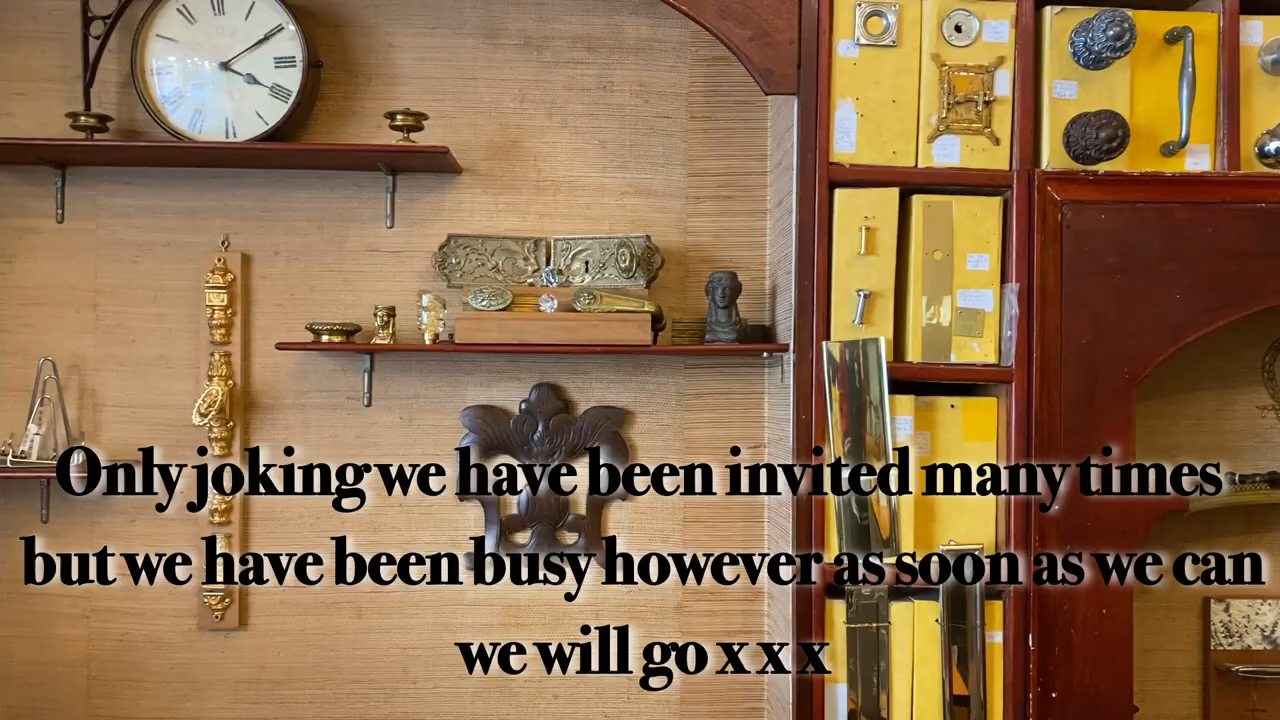 Only joking we have been invited many times
but we have been busy however as soon as we can
we will go x x x